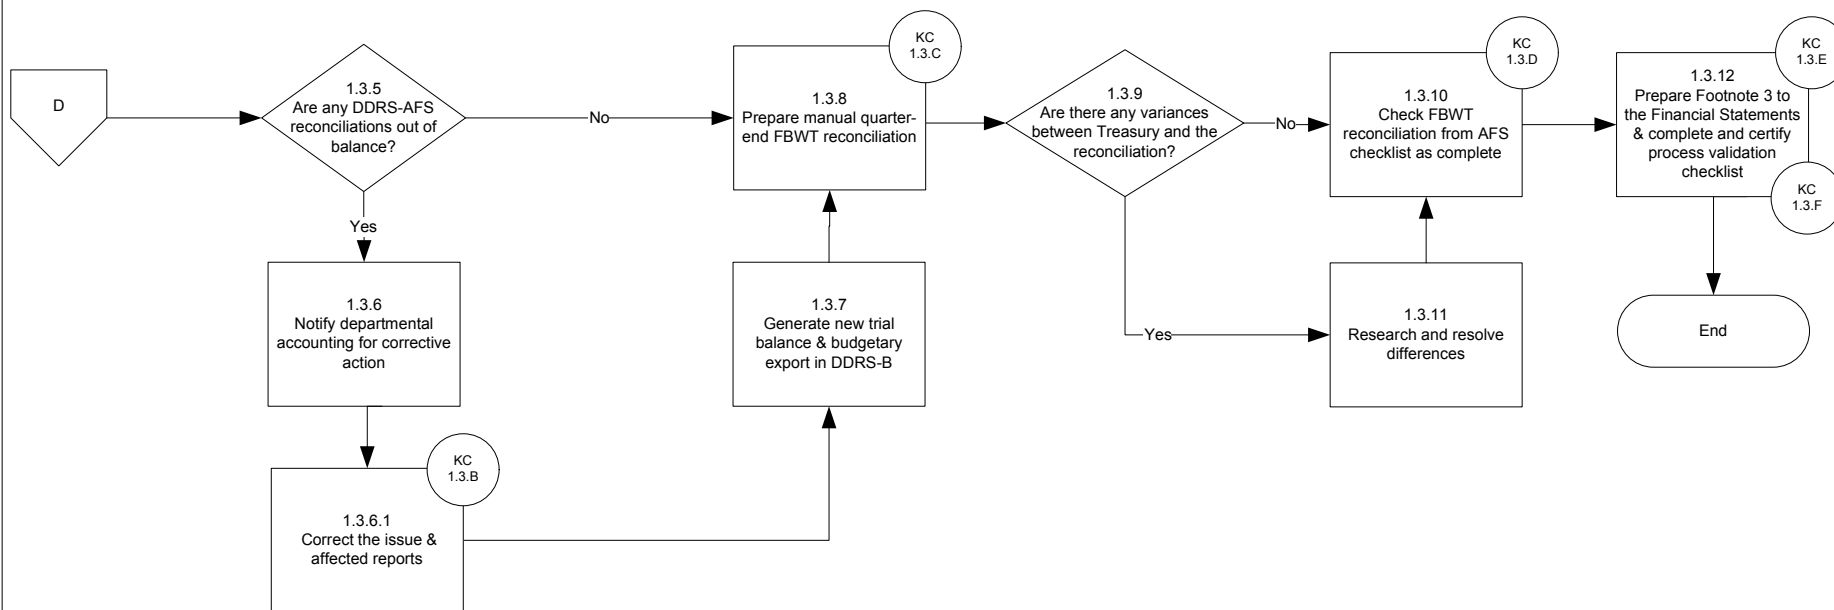 D
1.3.5
Are any DDRS-AFS
reconciliations out of
balance?
No
Yes
1.3.6
Notify departmental
accounting for corrective
action
KC
1.3.B
1.3.6.1
Correct the issue &
affected reports
1.3.7
Generate new trial
balance & budgetary
export in DDRS-B
KC
1.3.C
1.3.8
Prepare manual quarter-
end FBWT reconciliation
1.3.9
Are there any variances
between Treasury and the
reconciliation?
No
Yes
KC
1.3.D
1.3.10
Check FBWT
reconciliation from AFS
checklist as complete
1.3.11
Research and resolve
differences
KC
1.3.E
1.3.12
Prepare Footnote 3 to
the Financial Statements
& complete and certify
process validation
checklist
KC
1.3.F
End